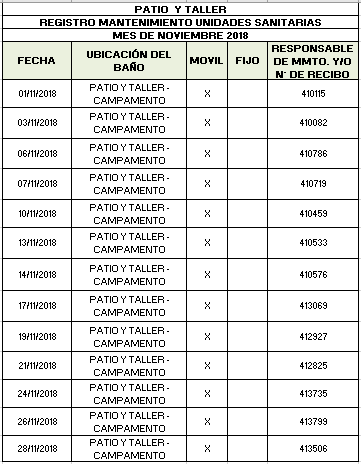 PATIO Y TALLER
REGISTRO MANTENIMIENTO UNIDADES SANITARIAS
MES DE NOVIEMBRE 2018
FECHA UBICACIÓN DEL BAÑO MOVIL FIJO RESPONSABLE DE MMTO. Y/O N° DE RECIBO
01/11/2018 PATIO Y TALLER - CAMPAMENTO X 410115
03/11/2018 PATIO Y TALLER - CAMPAMENTO X 410082
06/11/2018 PATIO Y TALLER - CAMPAMENTO X 410786
07/11/2018 PATIO Y TALLER - CAMPAMENTO X 410719
10/11/2018 PATIO Y TALLER - CAMPAMENTO X 410459
13/11/2018 PATIO Y TALLER - CAMPAMENTO X 410533
14/11/2018 PATIO Y TALLER - CAMPAMENTO X 410576
17/11/2018 PATIO Y TALLER - CAMPAMENTO X 413069
19/11/2018 PATIO Y TALLER - CAMPAMENTO X 412927
21/11/2018 PATIO Y TALLER - CAMPAMENTO X 412825
24/11/2018 PATIO Y TALLER - CAMPAMENTO X 413735
26/11/2018 PATIO Y TALLER - CAMPAMENTO X 413799
28/11/2018 PATIO Y TALLER - CAMPAMENTO X 413506